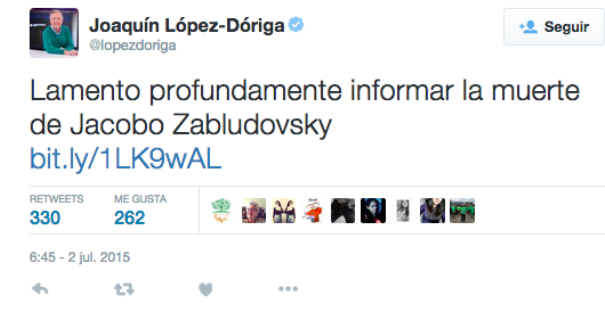 Joaquín López-Dóriga
@lopezdoriga
Seguir
Lamento profundamente informar la muerte
de Jacobo Zabludovsky
bit.ly/1LK9wAL
RETWEETS ME GUSTA
330 262
6:45 - 2 jul. 2015